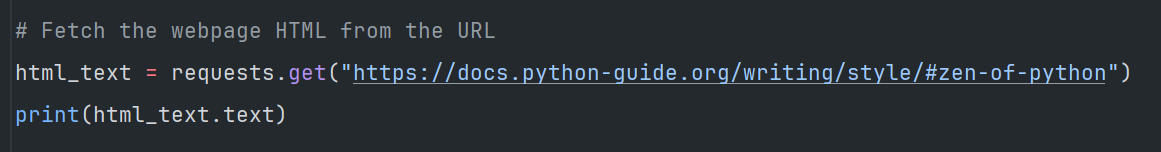 # Fetch the webpage HTML from the URL
html_text = requests.get("https://docs.python-guide.org/writing/style/#zen-of-python")
print(html_text.text)